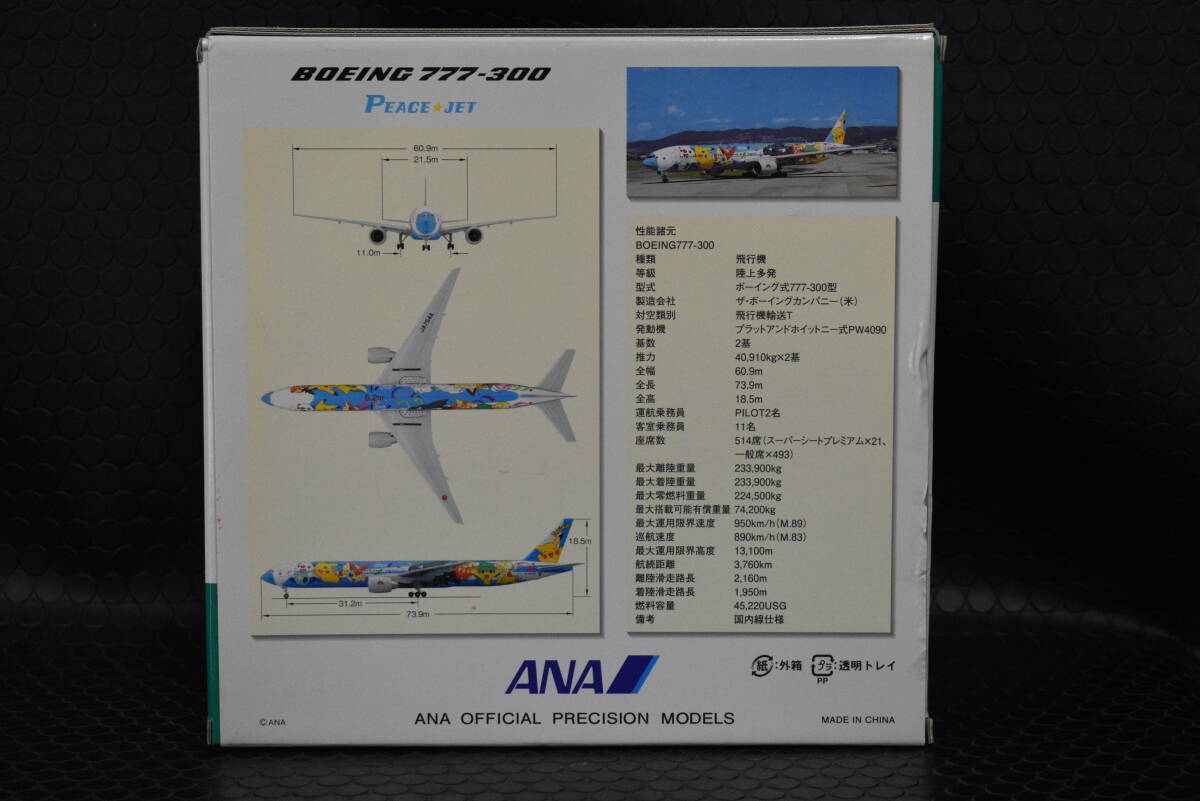 BOEING 777-300
PEACE★JET
60.9m
21.5m
11.0m
JA754A
6.2m
18.5m
31.2m
73.9m
性能諸元
BOEING777-300
種類 飛行機
等級 陸上多発
型式 ボーイング式777-300型
製造会社 ザ・ボーイングカンパニー(米)
対空類別 飛行機輸送T
発動機 プラットアンドホイットニー式PW4090
基数 2基
推力 40,910kg×2基
全幅 60.9m
全長 73.9m
全高 18.5m
運航乗務員 PILOT2名
客室乗務員 11名
座席数 514席(スーパーシートプレミアム×21、
一般席×493)
最大離陸重量 233,900kg
最大着陸重量 233,900kg
最大零燃料重量 224,500kg
最大搭載可能有償重量 74,200kg
最大運用限界速度 950km/h(M.89)
巡航速度 890km/h(M.83)
最大運用限界高度 13,100m
航続距離 3,760km
離陸滑走路長 2,160m
着陸滑走路長 1,950m
燃料容量 45,220USG
備考 国内線仕様
紙:外箱 プラ:透明トレイ
PP
ANA
©ANA
ANA OFFICIAL PRECISION MODELS
MADE IN CHINA